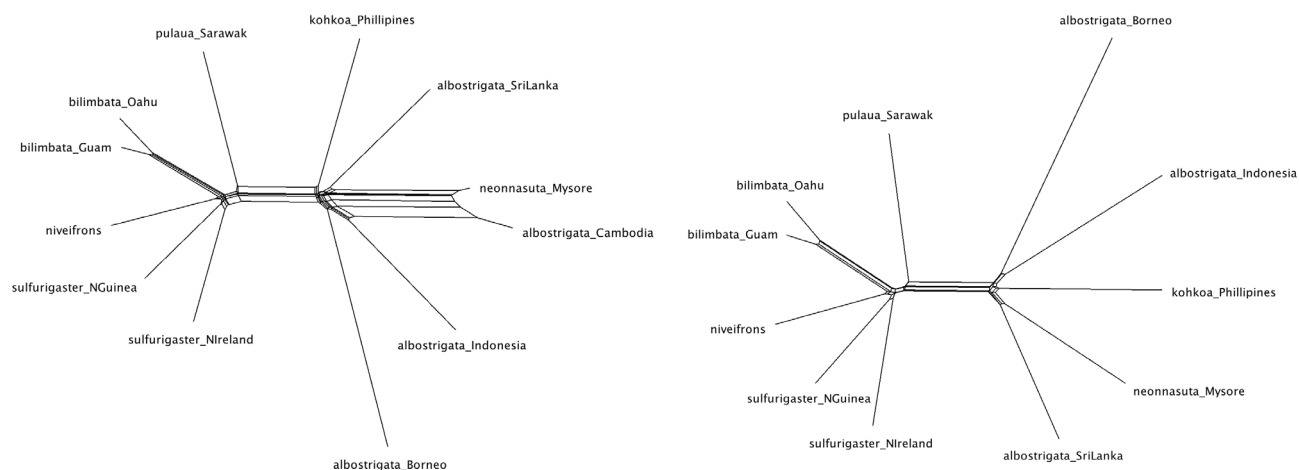 kohkoa_Phillipines
pulaua_Sarawak
albostrigata_SriLanka
bilimbata_Oahu
bilimbata_Guam
neonnasuta_Mysore
niveifrons
albostrigata_Cambodia
sulfurigaster_NGuinea
sulfurigaster_NIreland
albostrigata_Indonesia
albostrigata_Borneo
albostrigata_Borneo
pulaua_Sarawak
albostrigata_Indonesia
bilimbata_Oahu
bilimbata_Guam
kohkoa_Phillipines
niveifrons
neonnasuta_Mysore
sulfurigaster_NGuinea
sulfurigaster_NIreland
albostrigata_SriLanka